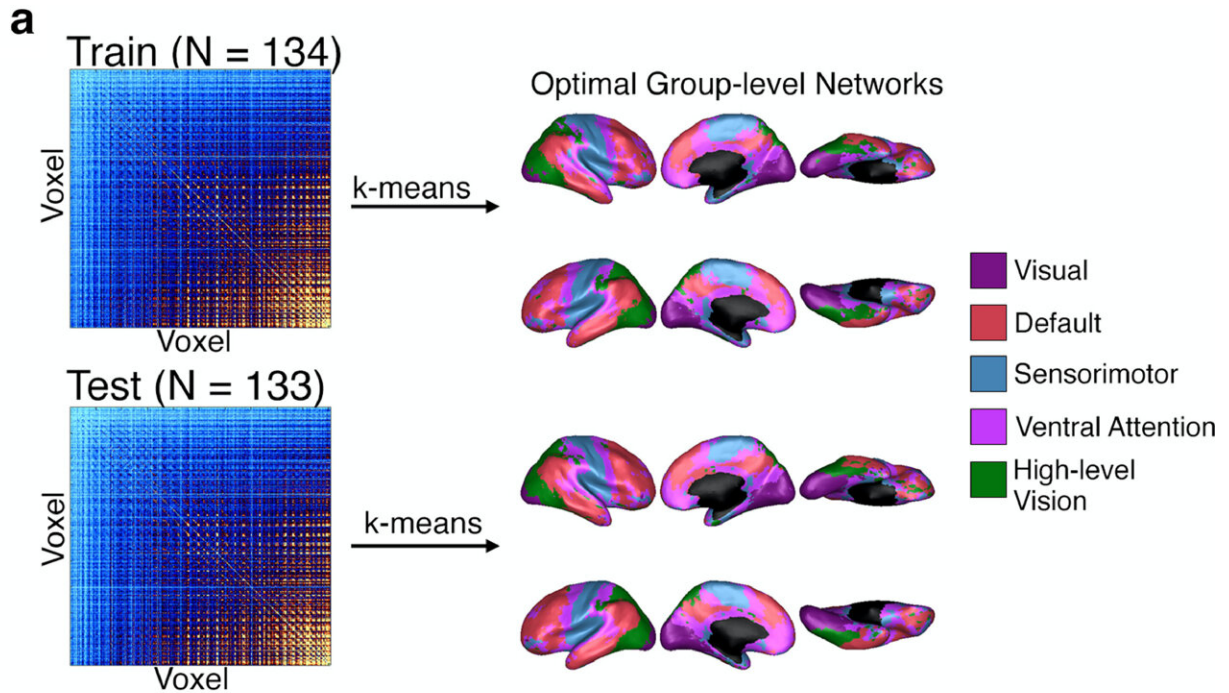 a
Train (N = 134)
Voxel
Voxel
k-means
Optimal Group-level Networks
Test (N = 133)
Voxel
Voxel
k-means
Visual
Default
Sensorimotor
Ventral Attention
High-level
Vision